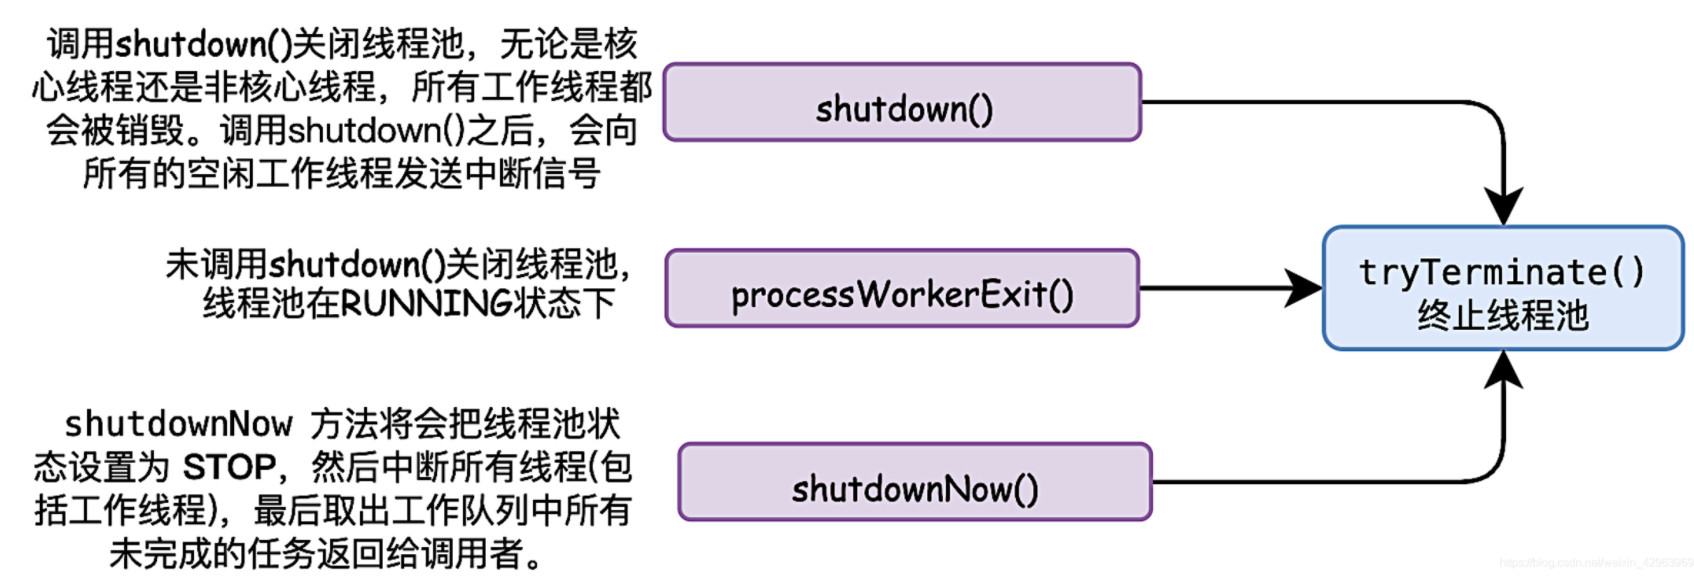 调用shutdown()关闭线程池，无论是核
心线程还是非核心线程，所有工作线程都
会被销毁。调用shutdown()之后，会向
所有的空闲工作线程发送中断信号
shutdown()
未调用shutdown()关闭线程池，
线程池在RUNNING状态下
processWorkerExit()
tryTerminate()
终止线程池
shutdownNow 方法将会把线程池状
态设置为 STOP，然后中断所有线程(包
括工作线程)，最后取出工作队列中所有
未完成的任务返回给调用者。
shutdownNow()
https://blog.csdn.net/weixin_42963969